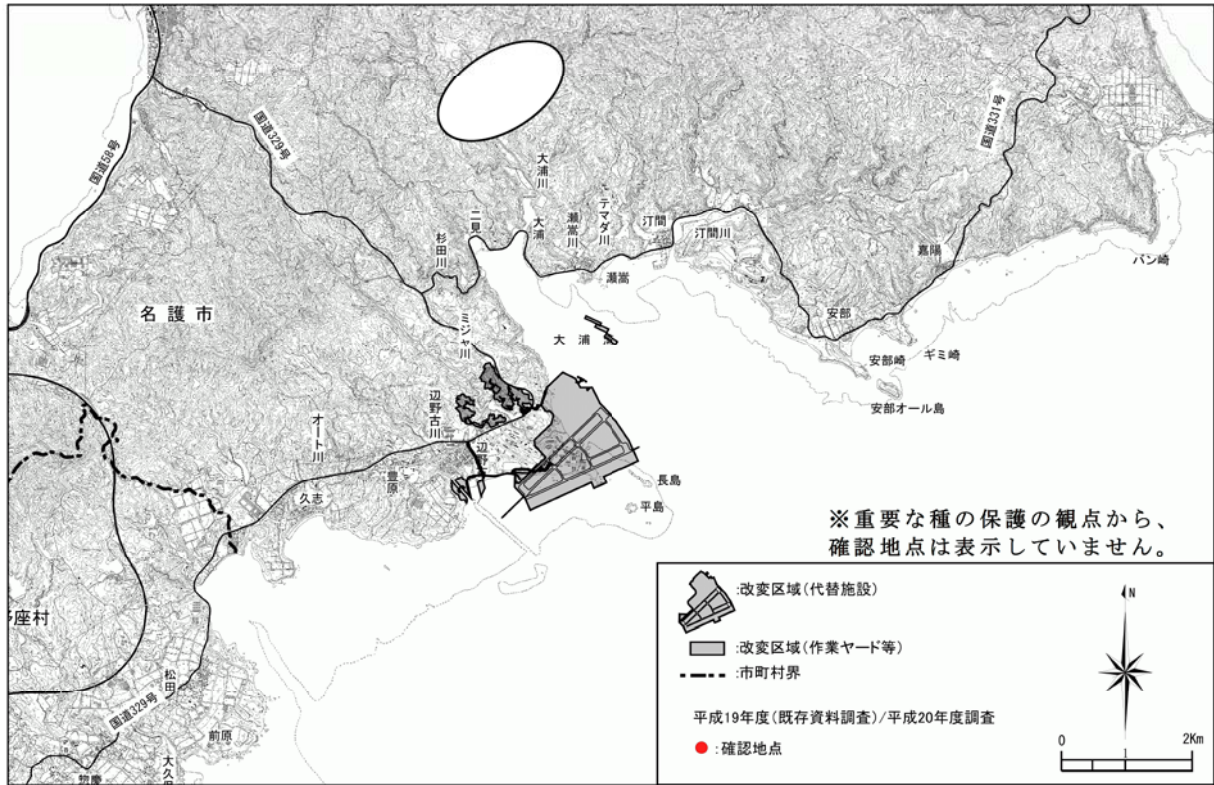 国道58号
国道329号
国道331号
大浦川
二見
大浦
瀬嵩川
テマダ川
汀間
汀間川
杉田川
瀬嵩
嘉陽
バン崎
名護市
ミジャ川
大浦
安部
安部崎
ギミ崎
安部オール島
辺野古川
オート川
辺野
豊原
久志
長島
平島
座村
松田
国道329号
前原
惣慶
※重要な種の保護の観点から、
確認地点は表示していません。
:改変区域(代替施設)
:改変区域(作業ヤード等)
:市町村界
平成19年度(既存資料調査)/平成20年度調査
:確認地点
N
0 1 2Km